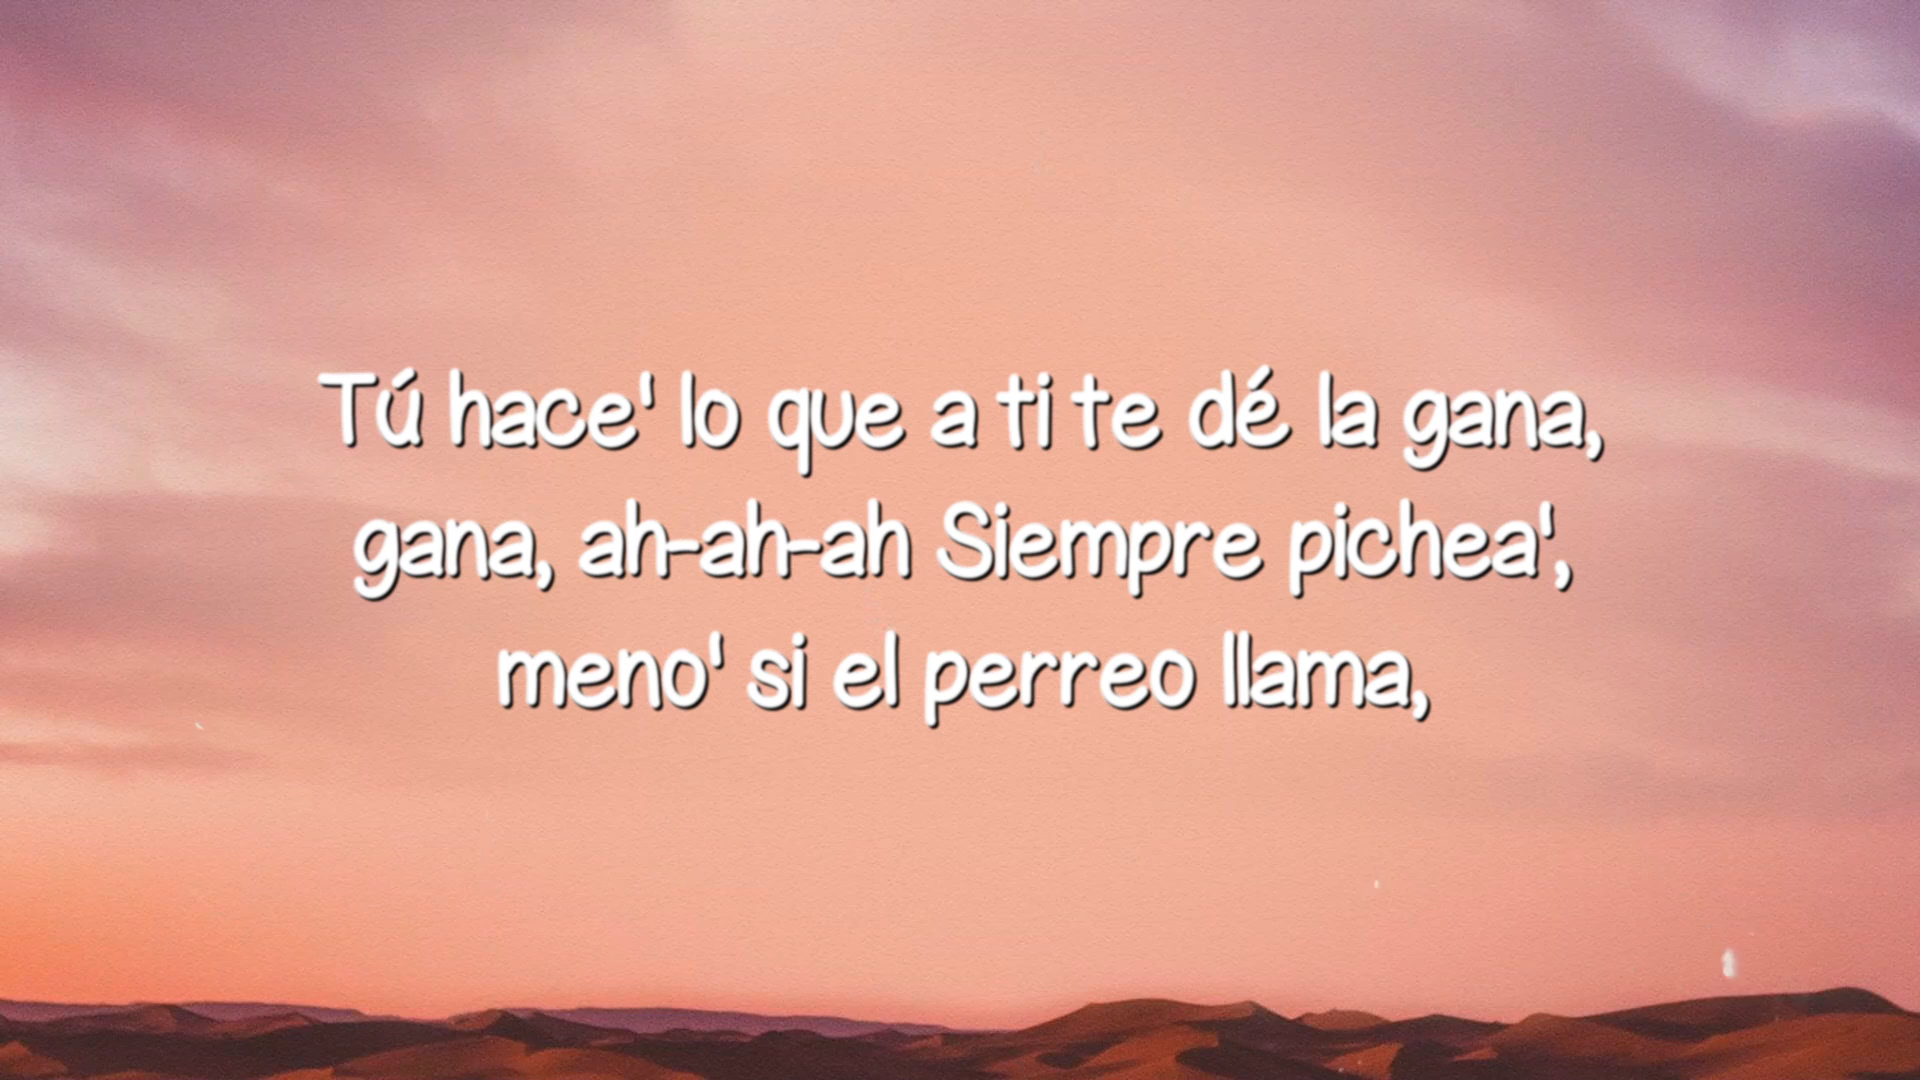 Tú hace' lo que a ti te dé la gana,
gana, ah-ah-ah Siempre pichea',
meno' si el perreo llama,